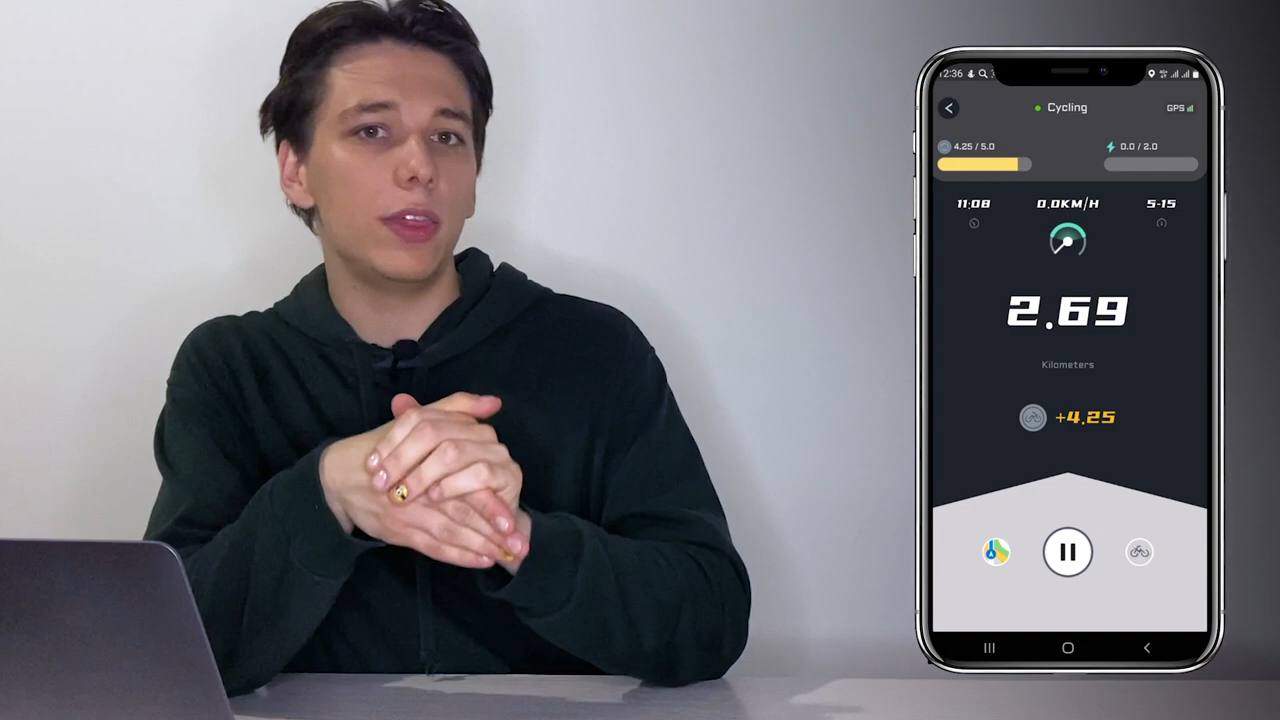 12:36
Cycling
GPS
4.25 / 5.0
0.0 / 2.0
11:08
0.0KM/H
5-15
2.69
Kilometers
+4.25